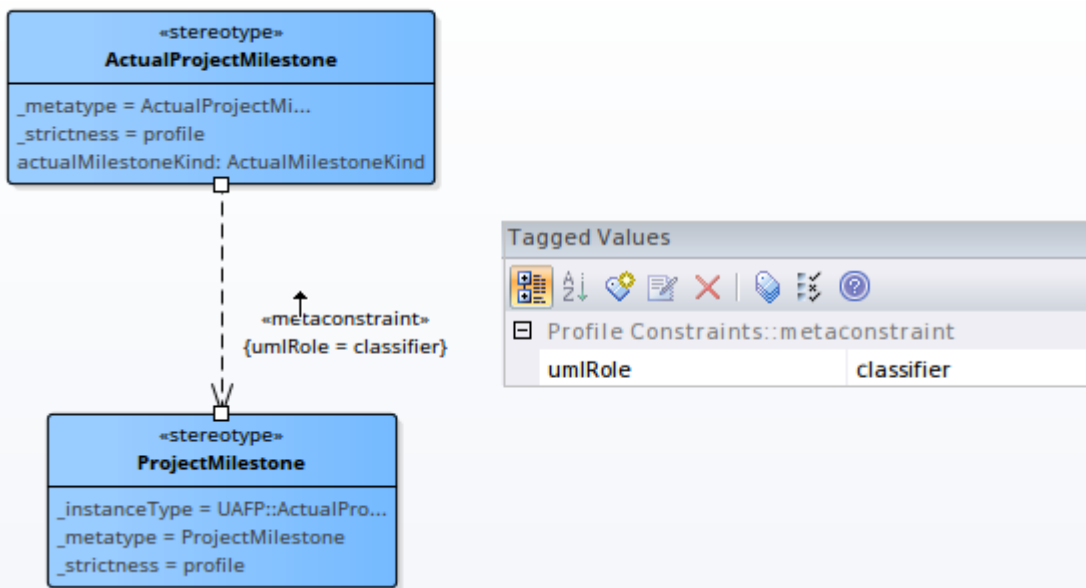 «stereotype»
ActualProjectMilestone
_metatype = ActualProjectMi...
_strictness = profile
actualMilestoneKind: ActualMilestoneKind
«metaconstraint»
{umlRole = classifier}
«stereotype»
ProjectMilestone
_instanceType = UAFP::ActualPro...
_metatype = ProjectMilestone
_strictness = profile
Tagged Values
Profile Constraints::metaconstraint
umlRole classifier